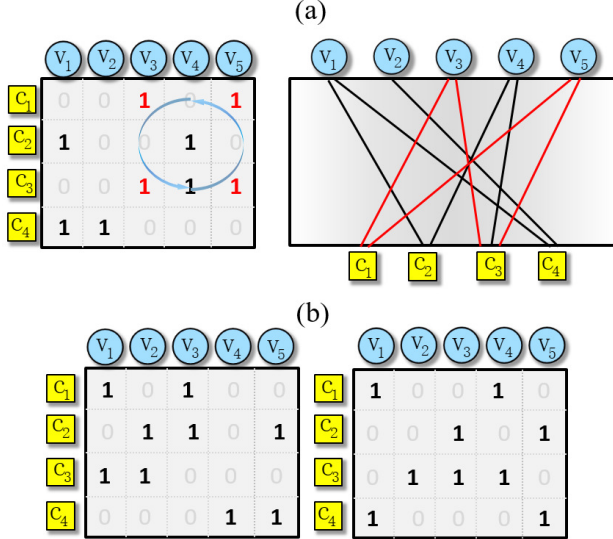 (a)
V1 V2 V3 V4 V5
C1 0 0 1 0 1
C2 1 0 0 1 0
C3 0 0 1 1 1
C4 1 1 0 0 0
V1 V2 V3 V4 V5
C1 C2 C3 C4
(b)
V1 V2 V3 V4 V5
C1 1 0 1 0 0
C2 0 1 1 0 1
C3 1 1 0 0 0
C4 0 0 0 1 1
V1 V2 V3 V4 V5
C1 1 0 0 1 0
C2 0 0 1 0 1
C3 0 1 1 1 0
C4 1 0 0 0 1